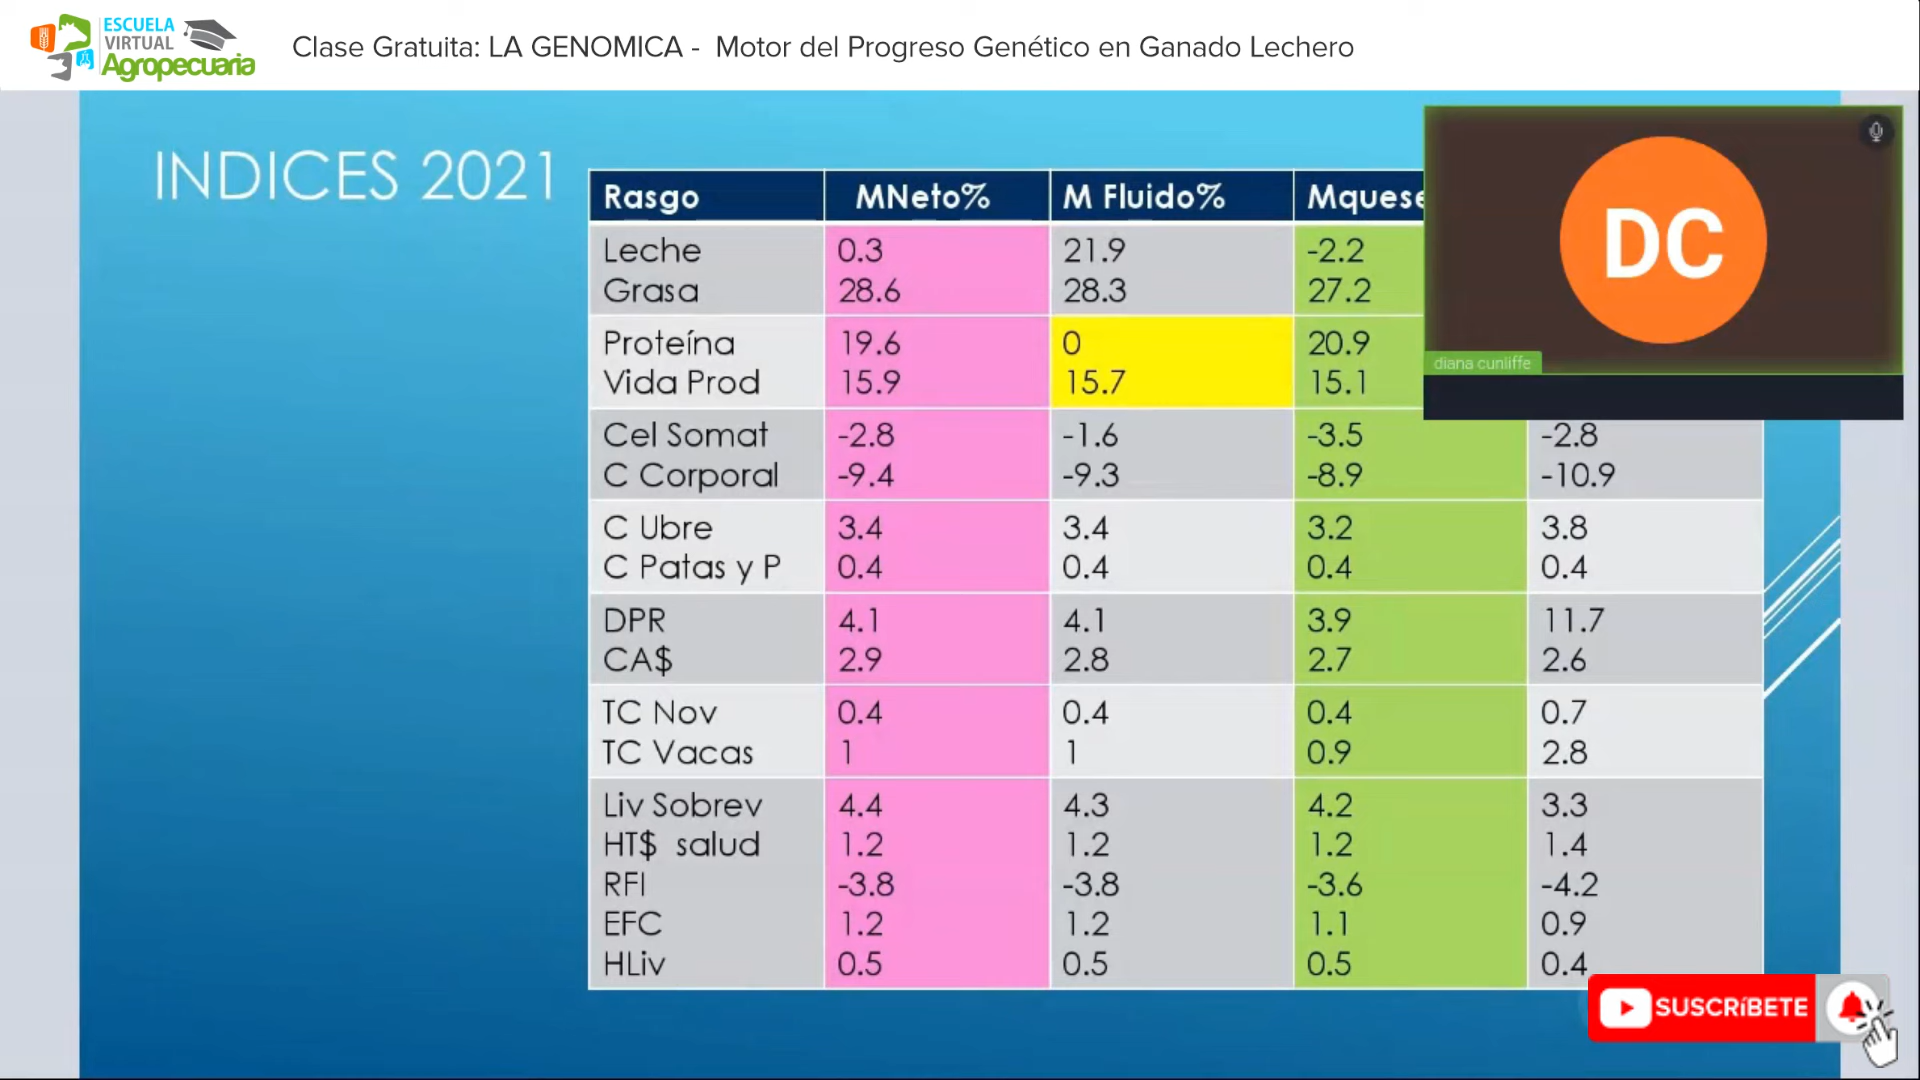 ESCUELA
VIRTUAL
Agropecuaria
Clase Gratuita: LA GENOMICA - Motor del Progreso Genético en Ganado Lechero
INDICES 2021
Rasgo MNeto% M Fluido% Mquese
Leche 0.3 21.9 -2.2
Grasa 28.6 28.3 27.2
Proteína 19.6 0 20.9
Vida Prod 15.9 15.7 15.1
Cel Somat -2.8 -1.6 -3.5 -2.8
C Corporal -9.4 -9.3 -8.9 -10.9
C Ubre 3.4 3.4 3.2 3.8
C Patas y P 0.4 0.4 0.4 0.4
DPR 4.1 4.1 3.9 11.7
CA$ 2.9 2.8 2.7 2.6
TC Nov 0.4 0.4 0.4 0.7
TC Vacas 1 1 0.9 2.8
Liv Sobrev 4.4 4.3 4.2 3.3
HT$ salud 1.2 1.2 1.2 1.4
RFI -3.8 -3.8 -3.6 -4.2
EFC 1.2 1.2 1.1 0.9
HLiv 0.5 0.5 0.5 0.4
DC
diana cunliffe
SUSCRíBETE